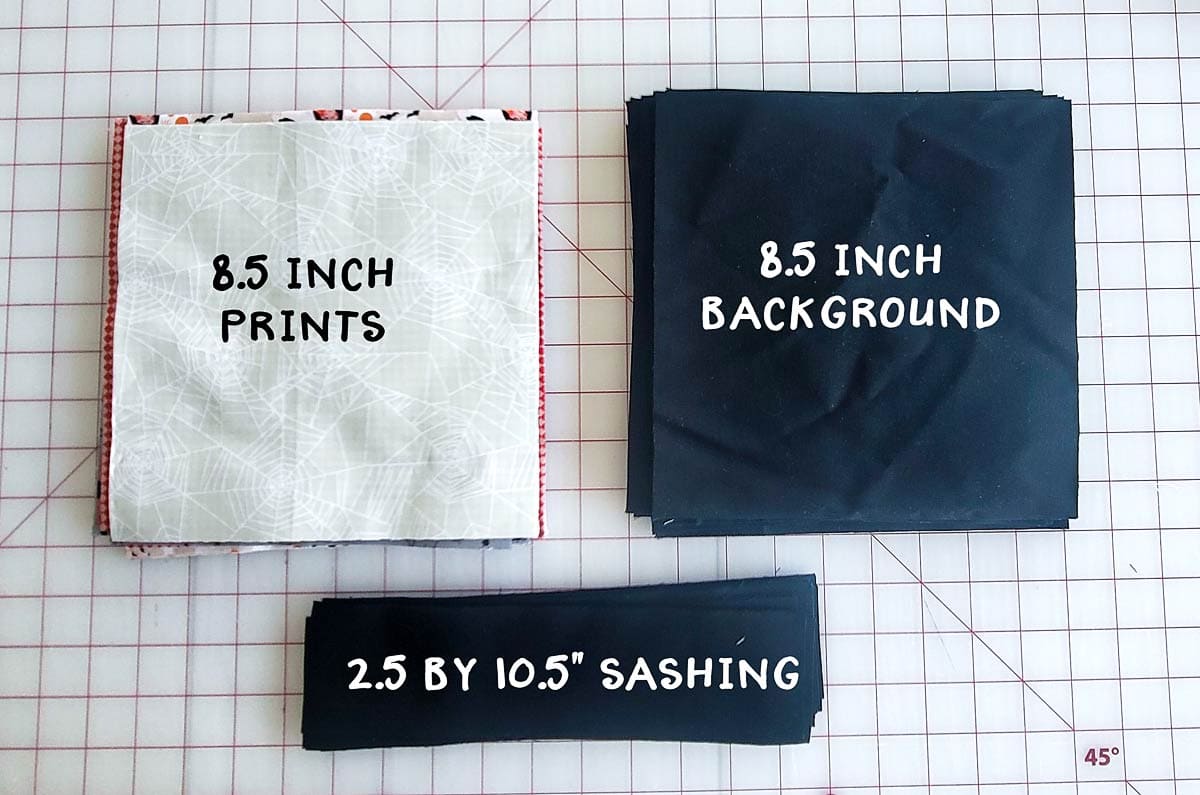 8.5 INCH
PRINTS
8.5 INCH
BACKGROUND
2.5 BY 10.5" SASHING
45°